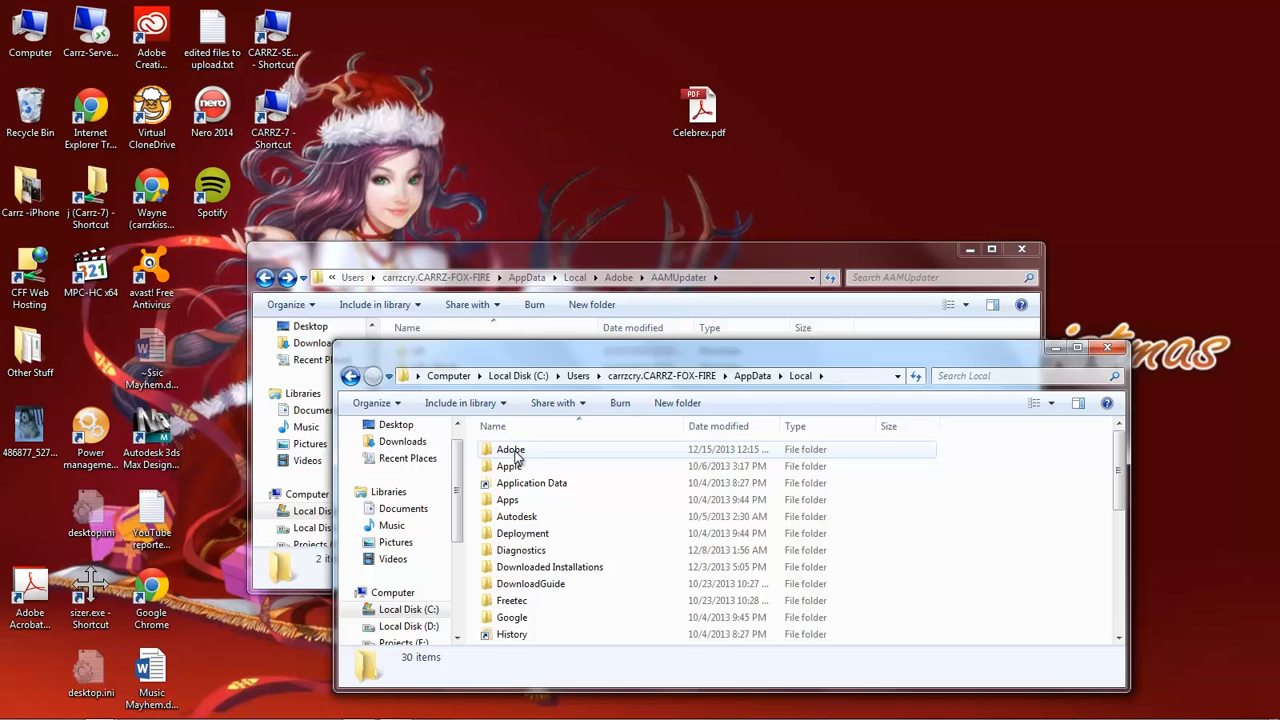 Computer
Carrz-Serve...
Adobe
Creati...
edited files to
upload.txt
CARRZ-SE...
- Shortcut
Recycle Bin
Internet
Explorer Tr...
Virtual
CloneDrive
nero
Nero 2014
CARRZ-7 -
Shortcut
PDF
Celebrex.pdf
Carrz -iPhone
j (Carrz-7) -
Shortcut
Wayne
(carrzkiss...
Spotify
CFF Web
Hosting
321
MPC-HC x64
avast! Free
Antivirus
Other Stuff
~$sic
Mayhem.d...
486877_527...
Power
manageme...
Autodesk 3ds
Max Design...
desktop.ini
YouTube
reporte...
Adobe
Acrobat...
sizer.exe -
Shortcut
Google
Chrome
desktop.ini
Music
Mayhem.d...
« Users carrzcry.CARRZ-FOX-FIRE AppData Local Adobe AAMUpdater
Search AAMUpdater
Organize Include in library Share with Burn New folder
Desktop
Downloa
Recent Pl
Libraries
Docume
Music
Pictures
Videos
Computer
Local Dis
Local Dis
Projects (E
Name Date modified Type Size
2 ite
Computer Local Disk (C:) Users carrzcry.CARRZ-FOX-FIRE AppData Local
Search Local
Organize Include in library Share with Burn New folder
Desktop
Downloads
Recent Places
Libraries
Documents
Music
Pictures
Videos
Computer
Local Disk (C:)
Local Disk (D:)
Projects (E:)
Name Date modified Type Size
Adobe 12/15/2013 12:15 ... File folder
Apple 10/6/2013 3:17 PM File folder
Application Data 10/4/2013 8:27 PM File folder
Apps 10/4/2013 9:44 PM File folder
Autodesk 10/5/2013 2:30 AM File folder
Deployment 10/4/2013 9:44 PM File folder
Diagnostics 12/8/2013 1:56 AM File folder
Downloaded Installations 12/3/2013 5:05 PM File folder
DownloadGuide 10/23/2013 10:27 ... File folder
Freetec 10/23/2013 10:28 ... File folder
Google 10/4/2013 9:45 PM File folder
History 10/4/2013 8:27 PM File folder
30 items
stmas